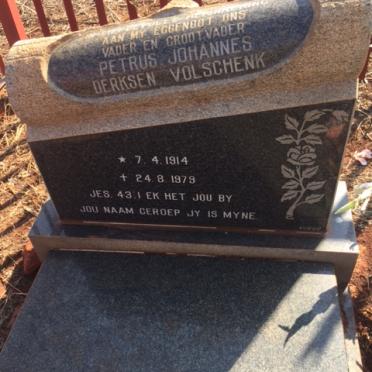 AAN MY EGGENOOT ONS
VADER EN GROOTVADER
PETRUS JOHANNES
DERKSEN VOLSCHENK
★ 7.4.1914
✝ 24.8.1979
JES. 43:1 EK HET JOU BY
JOU NAAM GEROEP JY IS MYNE